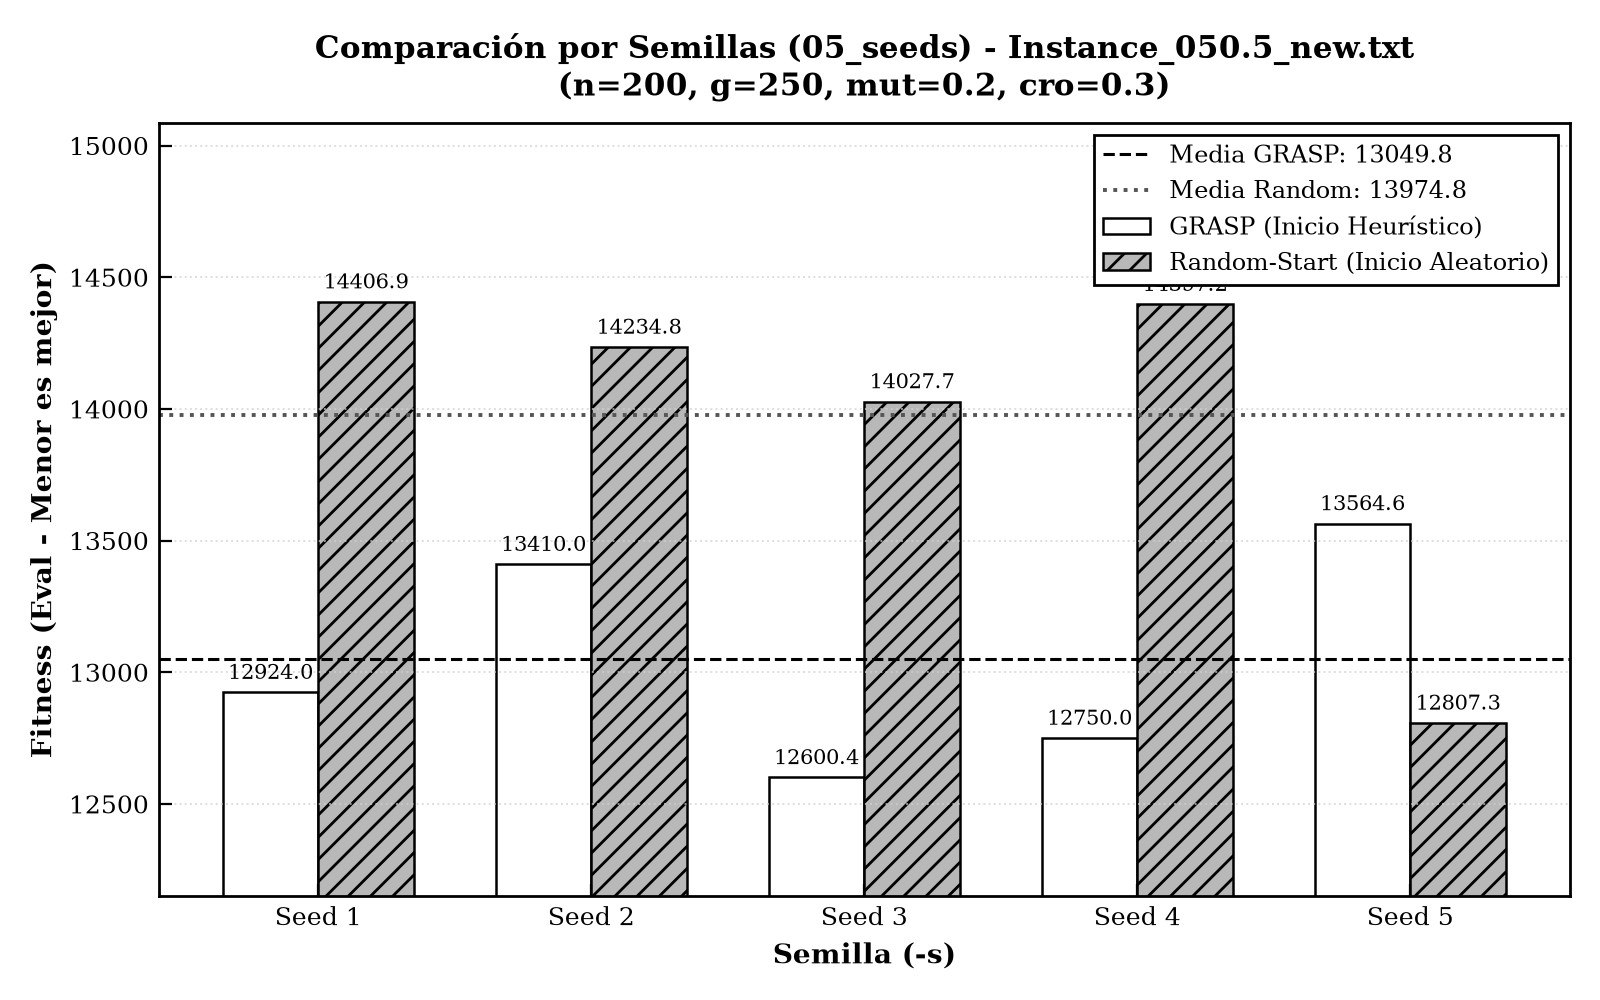 Comparación por Semillas (05_seeds) - Instance_050.5_new.txt
(n=200, g=250, mut=0.2, cro=0.3)
Fitness (Eval - Menor es mejor)
15000
14500
14000
13500
13000
12500
Media GRASP: 13049.8
Media Random: 13974.8
GRASP (Inicio Heurístico)
Random-Start (Inicio Aleatorio)
12924.0
14406.9
13410.0
14234.8
12600.4
14027.7
12750.0
13564.6
12807.3
Seed 1
Seed 2
Seed 3
Seed 4
Seed 5
Semilla (-s)